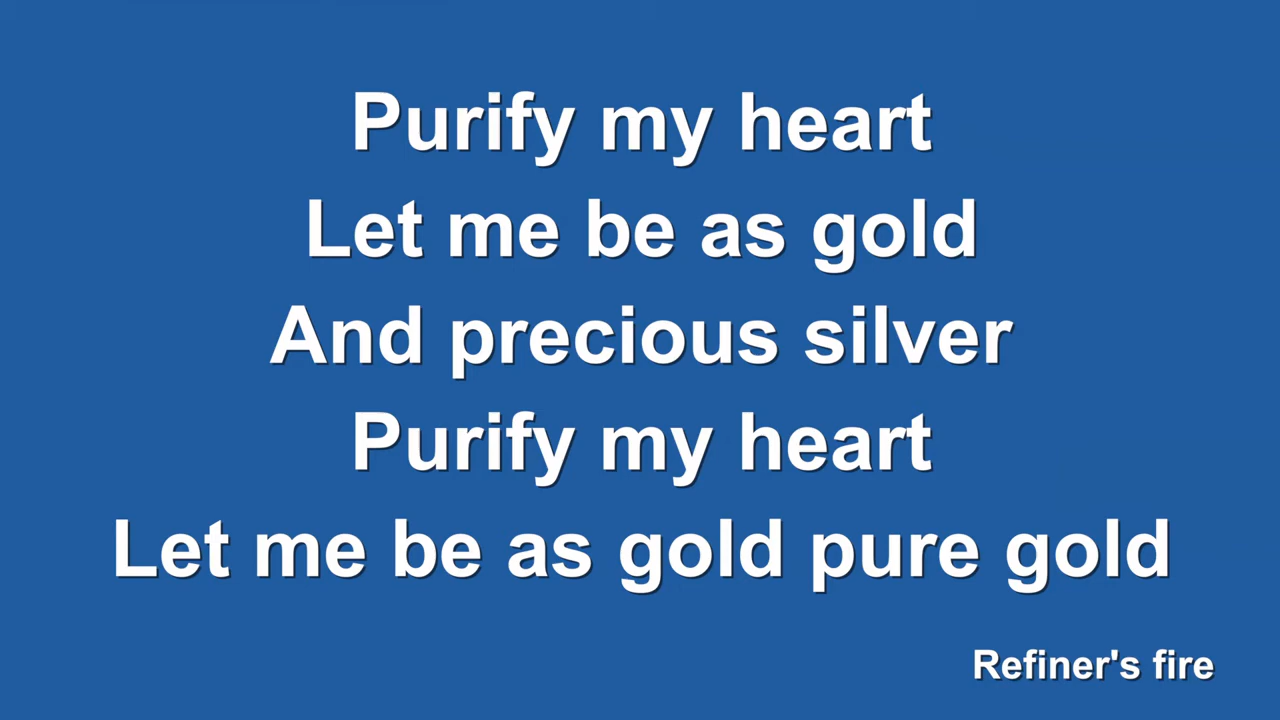 Purify my heart
Let me be as gold
And precious silver
Purify my heart
Let me be as gold pure gold
Refiner's fire